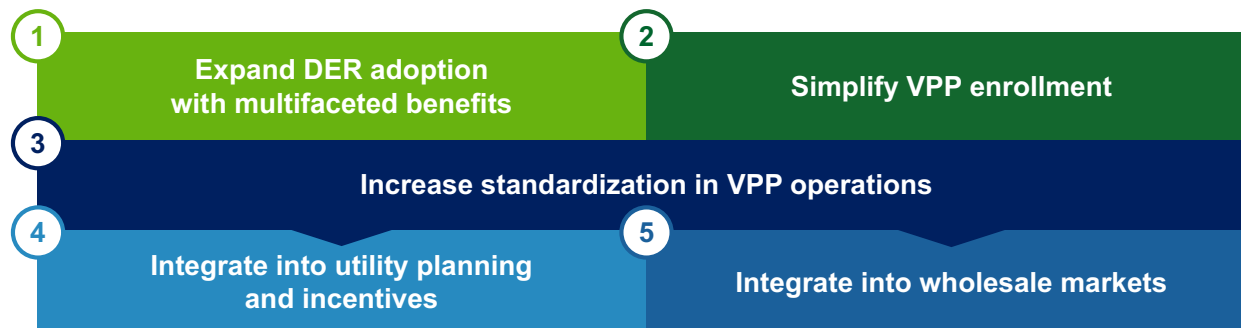 1
Expand DER adoption
with multifaceted benefits
2
Simplify VPP enrollment
3
Increase standardization in VPP operations
4
Integrate into utility planning
and incentives
5
Integrate into wholesale markets